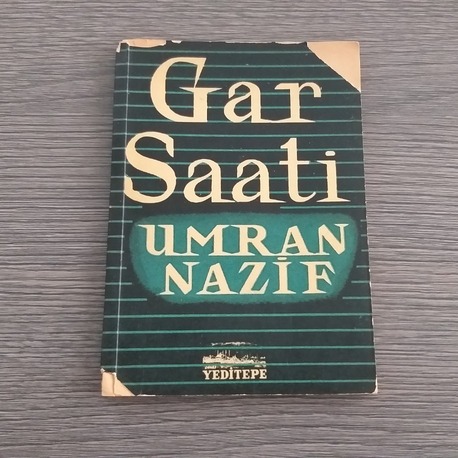 Gar
Saati
UMRAN
NAZİF
YEDİTEPE